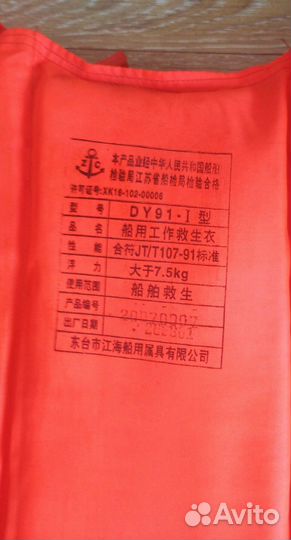 ZC
本产品业经中华人民共和国船舶
检验局江苏省船检局检验合格
许可证号:XK16-102-00006
型 号 DY91-Ⅰ型
品 名 船用工作救生衣
性 能 合符JT/T107-91标准
浮 力 大于7.5kg
使用范围 船舶救生
产品编号
出厂日期
东台市江海船用属具有限公司
Avito